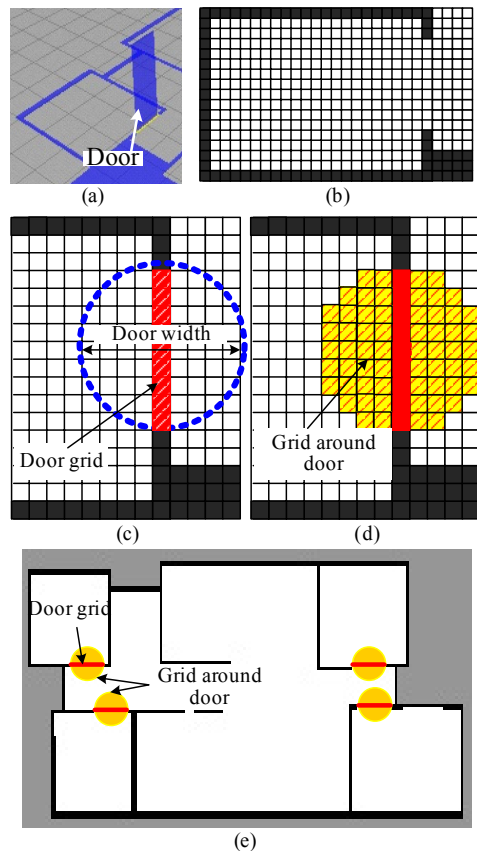 Door
(a)
(b)
Door width
Door grid
(c)
Grid around
door
(d)
Door grid
Grid around
door
(e)